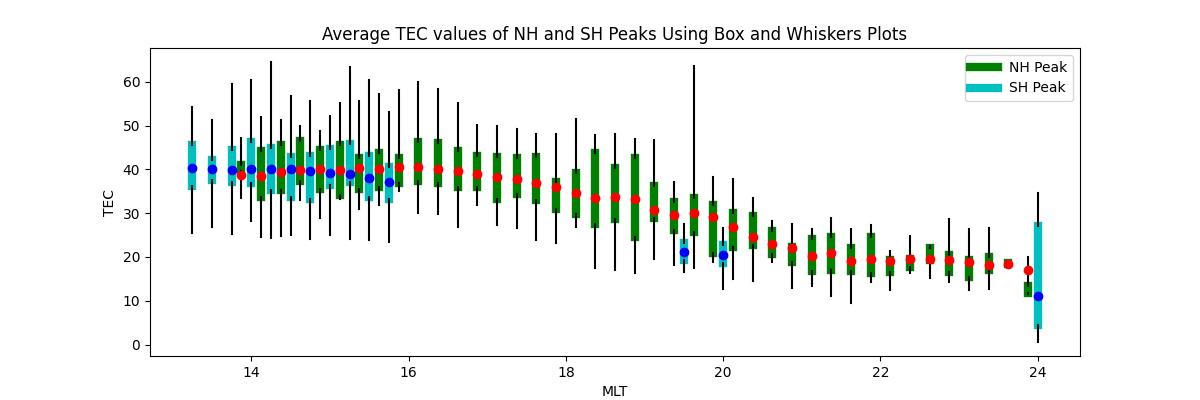 Average TEC values of NH and SH Peaks Using Box and Whiskers Plots
NH Peak
SH Peak
TEC
60
50
40
30
20
10
0
14 16 18 20 22 24
MLT